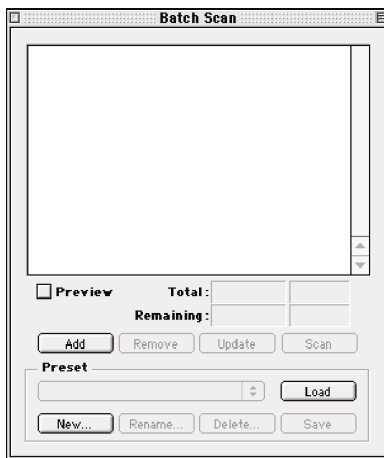 Batch Scan
Preview Total:
Remaining:
Add Remove Update Scan
Preset
Load
New... Rename... Delete... Save